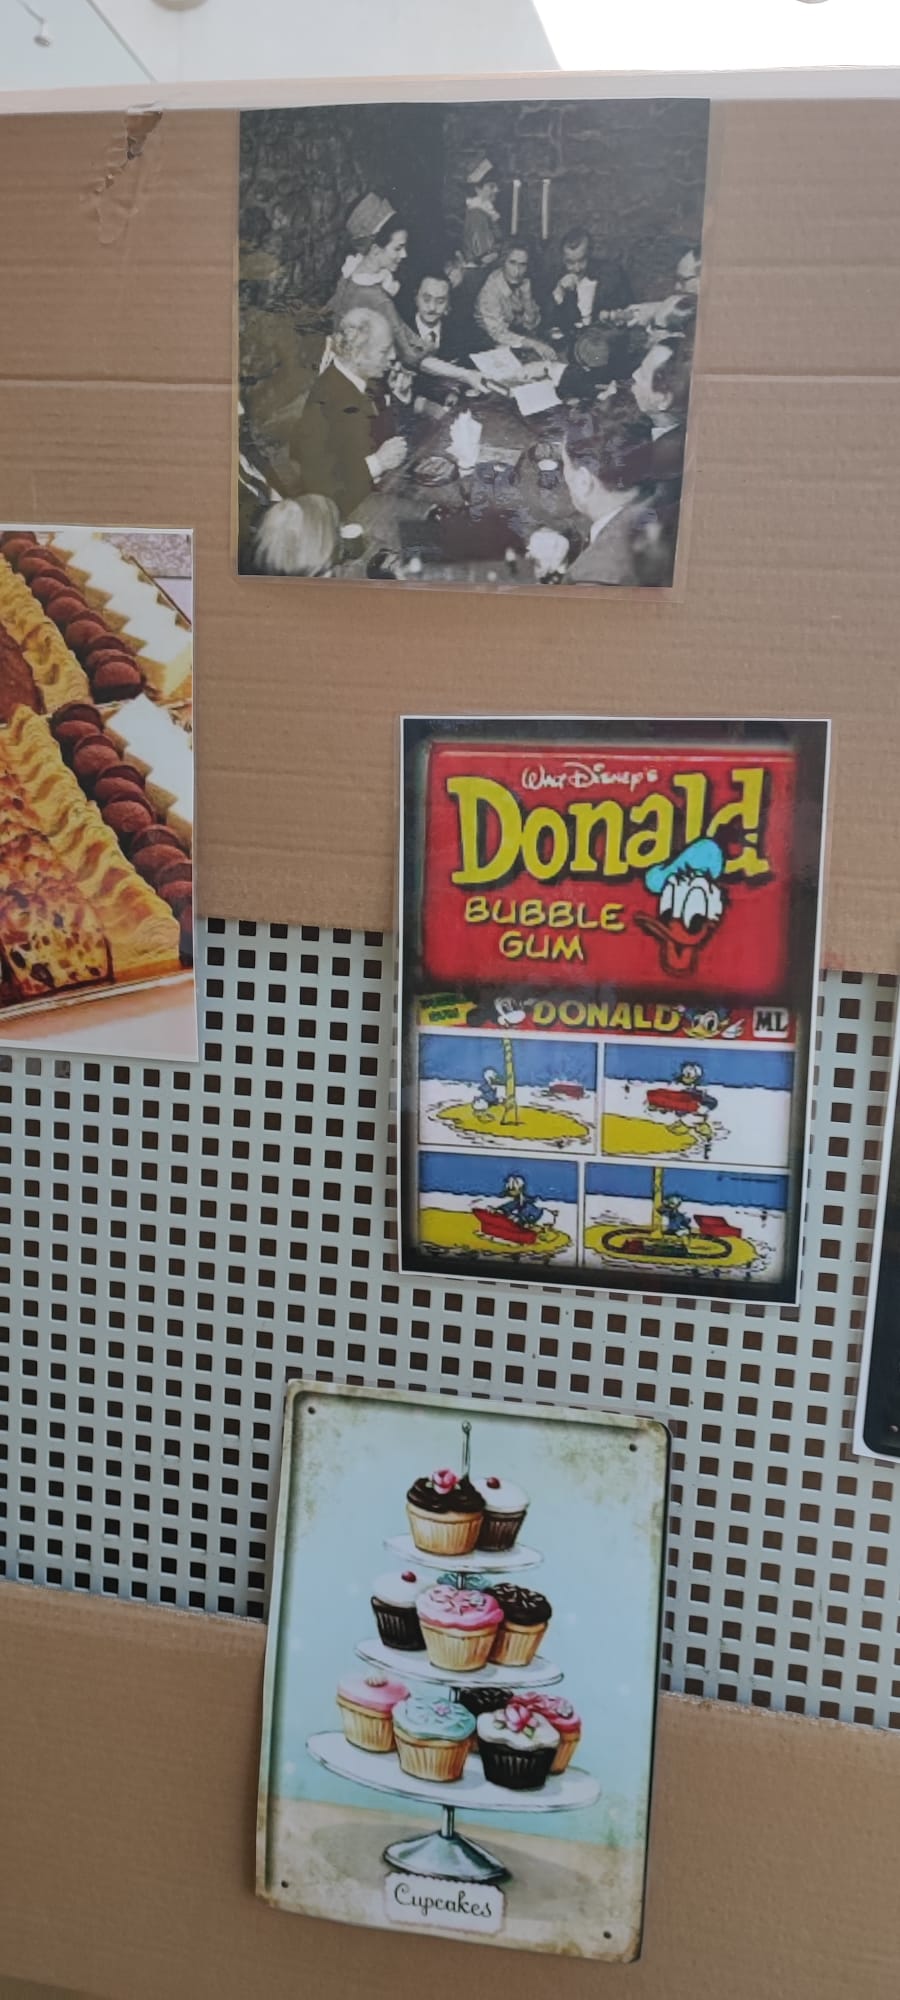 Walt Disney's
Donald
BUBBLE
GUM
DONALD
ML
Cupcakes